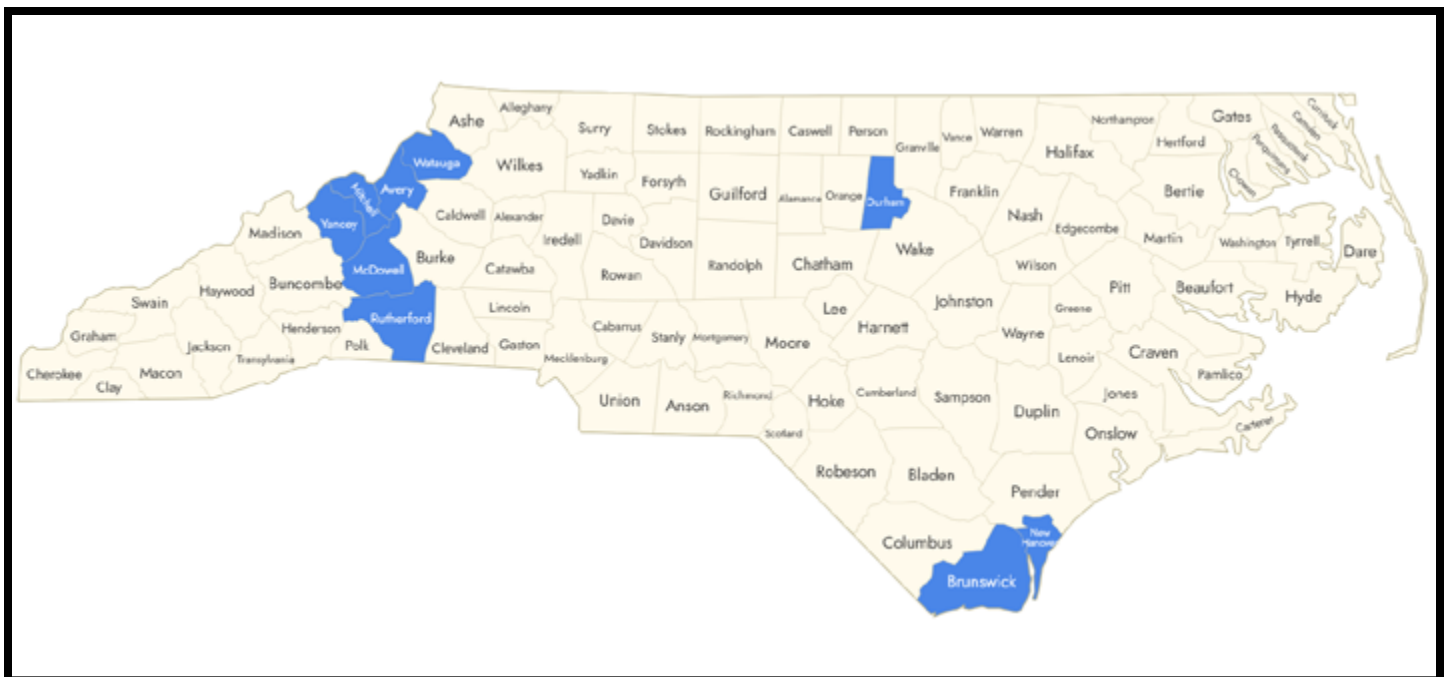 Alleghany
Ashe
Surry
Stokes
Rockingham
Caswell
Person
Vance
Warren
Northampton
Gates
Currituck
Camden
Pasquotank
Perquimans
Chowan
Hertford
Granville
Halifax
Watauga
Wilkes
Yadkin
Forsyth
Guilford
Alamance
Orange
Durham
Franklin
Bertie
Mitchell
Avery
Caldwell
Alexander
Iredell
Davie
Davidson
Nash
Edgecombe
Martin
Washington
Tyrrell
Dare
Madison
Yancey
McDowell
Burke
Catawba
Rowan
Randolph
Chatham
Wake
Wilson
Pitt
Beaufort
Hyde
Swain
Haywood
Buncombe
Rutherford
Lincoln
Lee
Johnston
Greene
Graham
Jackson
Henderson
Transylvania
Polk
Cleveland
Gaston
Mecklenburg
Cabarrus
Stanly
Montgomery
Moore
Harnett
Wayne
Lenoir
Craven
Pamlico
Cherokee
Clay
Macon
Union
Anson
Richmond
Scotland
Hoke
Cumberland
Sampson
Duplin
Jones
Onslow
Carteret
Robeson
Bladen
Pender
Columbus
New
Hanover
Brunswick